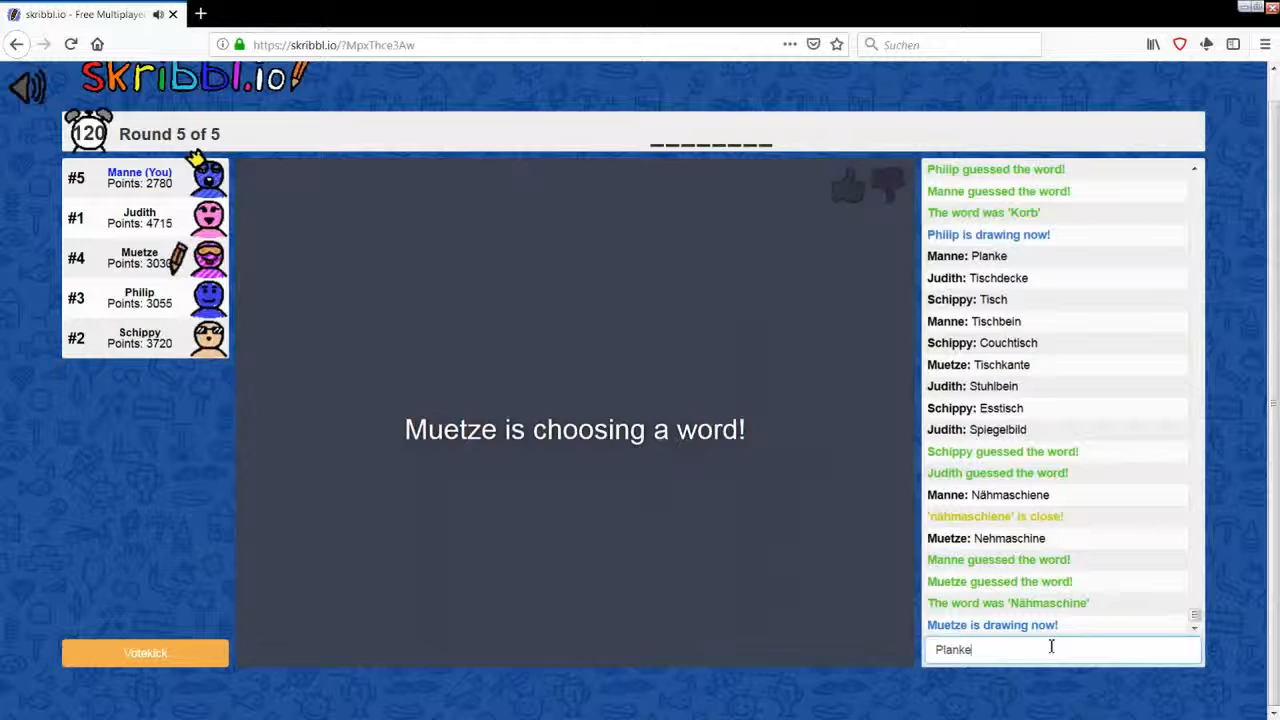 skribbl.io - Free Multiplaye
https://skribbl.io/?MpxThce3Aw
Suchen
skribbl.io!
120
Round 5 of 5
________
#5
Manne (You)
Points: 2780
#1
Judith
Points: 4715
#4
Muetze
Points: 3030
#3
Philip
Points: 3055
#2
Schippy
Points: 3720
Votekick
Muetze is choosing a word!
Philip guessed the word!
Manne guessed the word!
The word was 'Korb'
Philip is drawing now!
Manne: Planke
Judith: Tischdecke
Schippy: Tisch
Manne: Tischbein
Schippy: Couchtisch
Muetze: Tischkante
Judith: Stuhlbein
Schippy: Esstisch
Judith: Spiegelbild
Schippy guessed the word!
Judith guessed the word!
Manne: Nähmaschiene
'nähmaschiene' is close!
Muetze: Nehmaschine
Manne guessed the word!
Muetze guessed the word!
The word was 'Nähmaschine'
Muetze is drawing now!
Planke